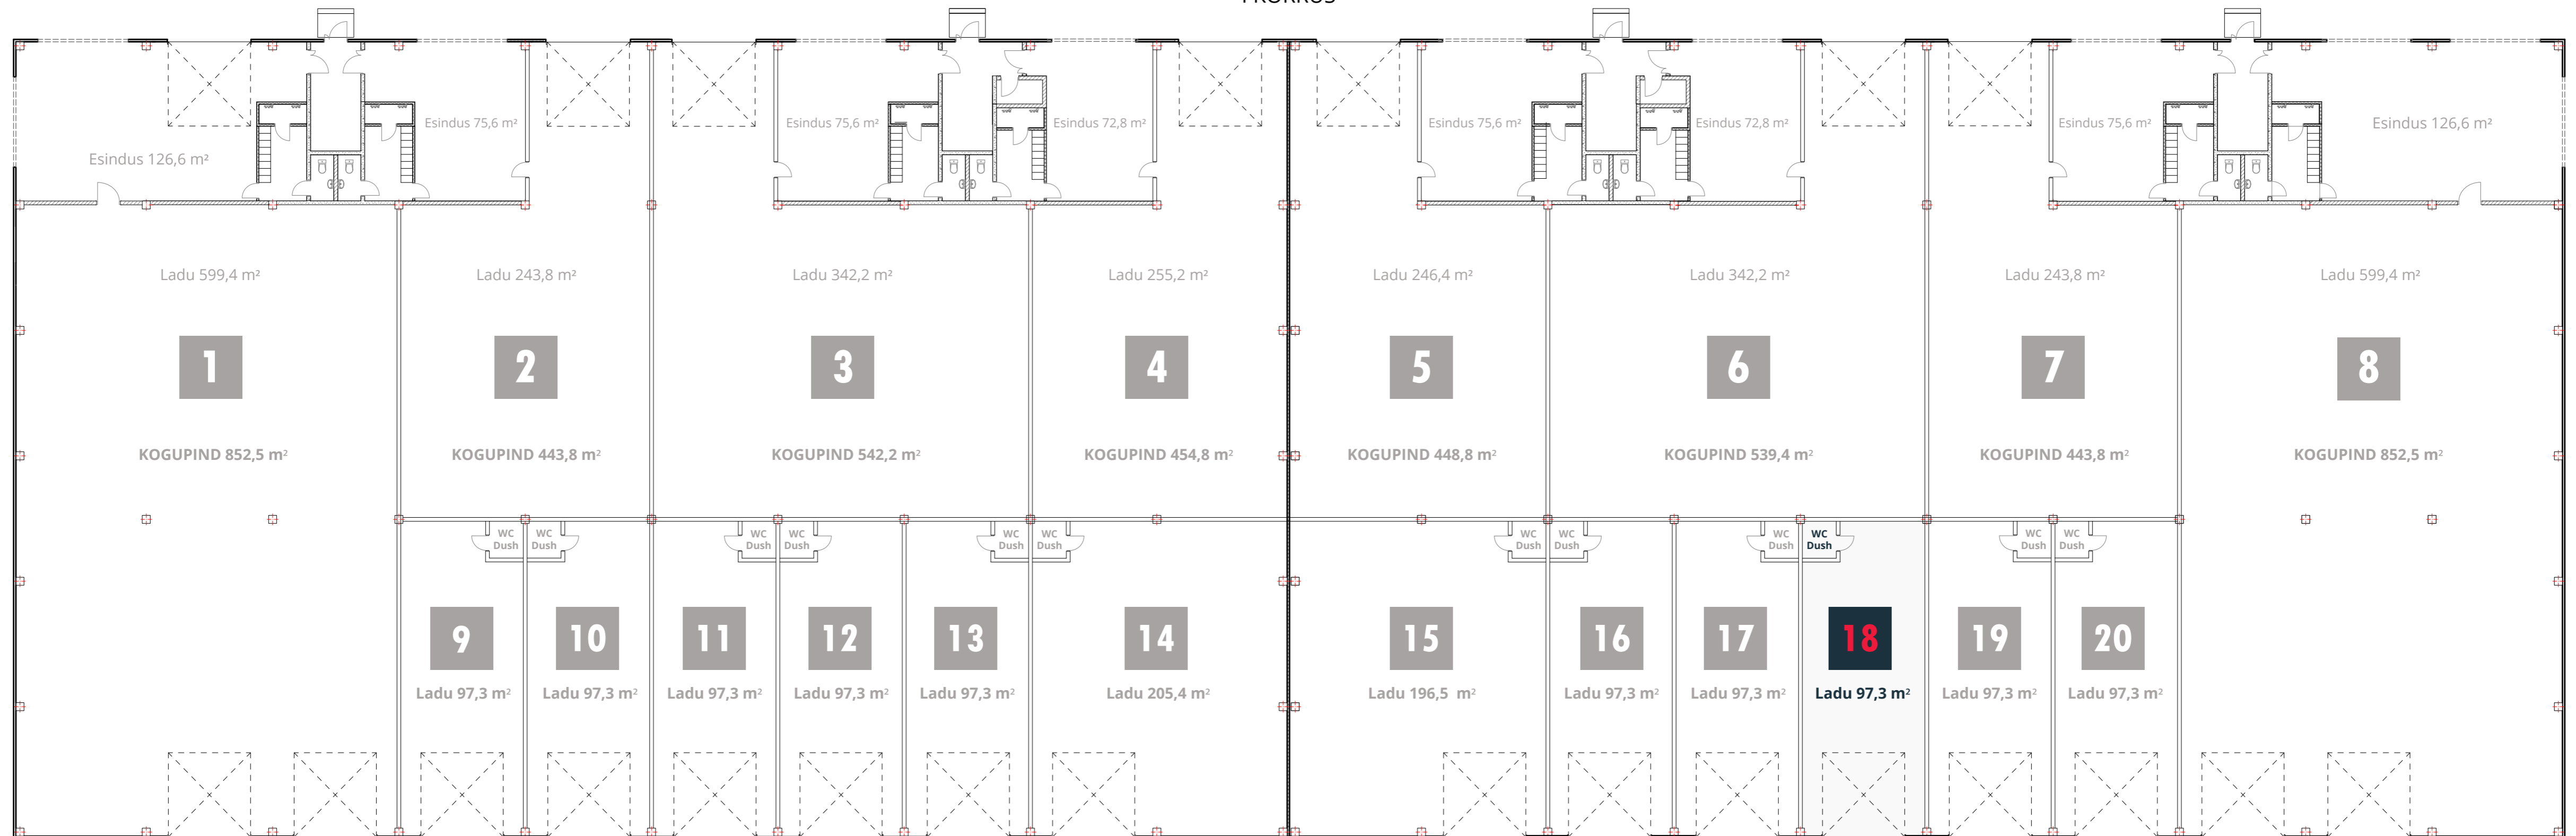 Esindus 126,6 m²
Esindus 75,6 m²
Esindus 75,6 m²
Esindus 72,8 m²
Esindus 75,6 m²
Esindus 72,8 m²
Esindus 75,6 m²
Esindus 126,6 m²
Ladu 599,4 m²
Ladu 243,8 m²
Ladu 342,2 m²
Ladu 255,2 m²
Ladu 246,4 m²
Ladu 342,2 m²
Ladu 243,8 m²
Ladu 599,4 m²
1
2
3
4
5
6
7
8
KOGUPIND 852,5 m²
KOGUPIND 443,8 m²
KOGUPIND 542,2 m²
KOGUPIND 454,8 m²
KOGUPIND 448,8 m²
KOGUPIND 539,4 m²
KOGUPIND 443,8 m²
KOGUPIND 852,5 m²
WC
Dush
WC
Dush
WC
Dush
WC
Dush
WC
Dush
WC
Dush
WC
Dush
WC
Dush
WC
Dush
WC
Dush
WC
Dush
WC
Dush
9
10
11
12
13
14
15
16
17
18
19
20
Ladu 97,3 m²
Ladu 97,3 m²
Ladu 97,3 m²
Ladu 97,3 m²
Ladu 97,3 m²
Ladu 205,4 m²
Ladu 196,5 m²
Ladu 97,3 m²
Ladu 97,3 m²
Ladu 97,3 m²
Ladu 97,3 m²
Ladu 97,3 m²